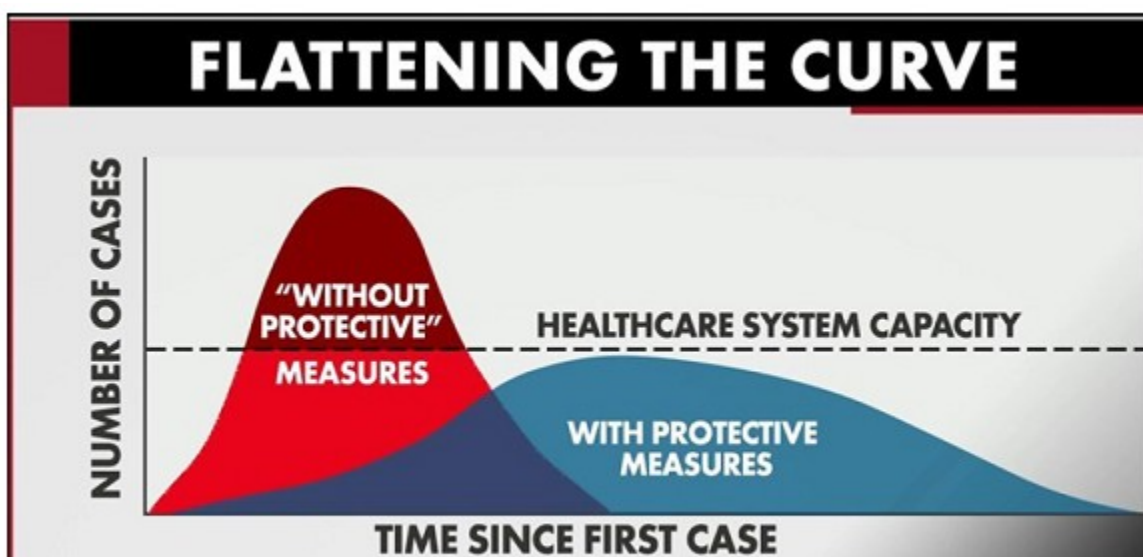 FLATTENING THE CURVE
NUMBER OF CASES
“WITHOUT
PROTECTIVE”
MEASURES
HEALTHCARE SYSTEM CAPACITY
WITH PROTECTIVE
MEASURES
TIME SINCE FIRST CASE